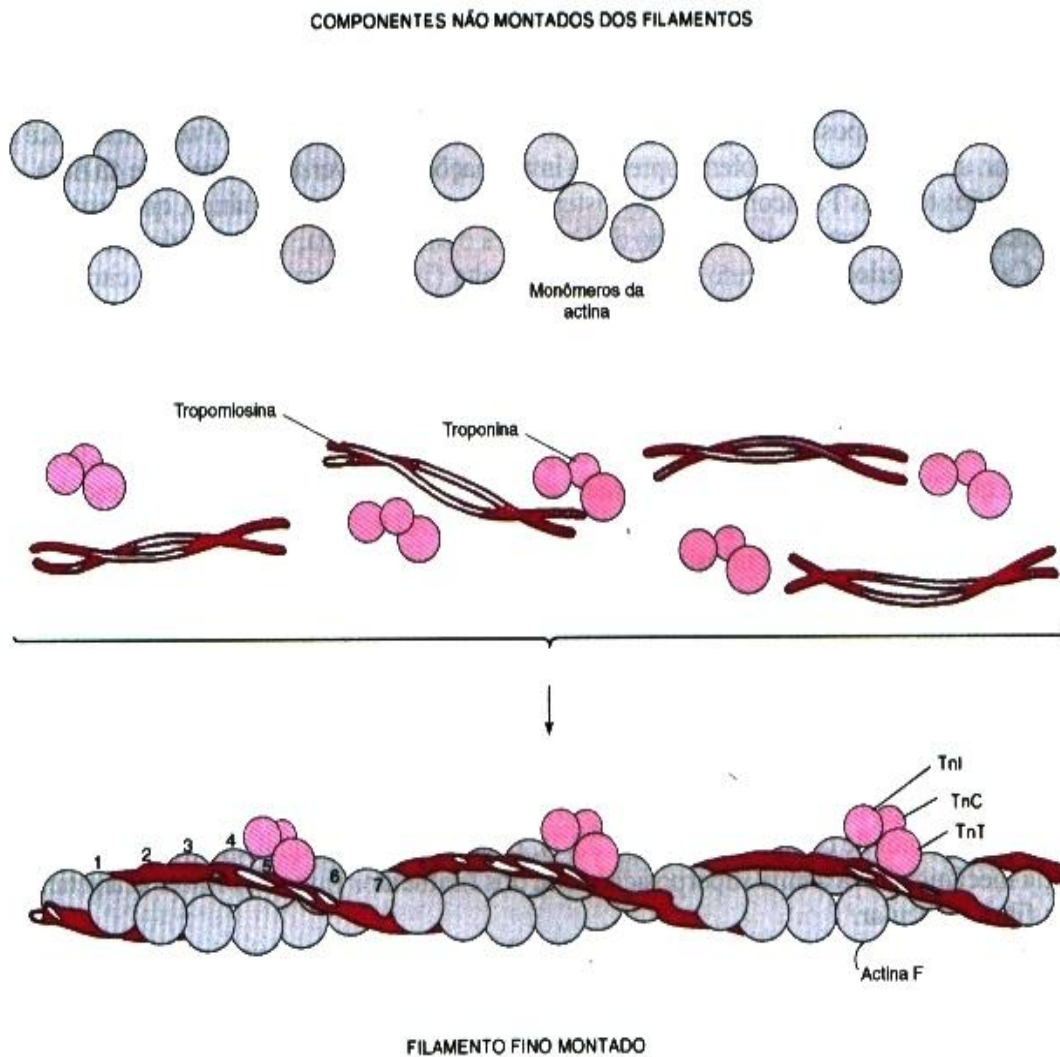 COMPONENTES NÃO MONTADOS DOS FILAMENTOS
Monômeros da
actina
Tropomiosina
Troponina
TnI
TnC
TnT
1 2 3 4 5 6 7
Actina F
FILAMENTO FINO MONTADO